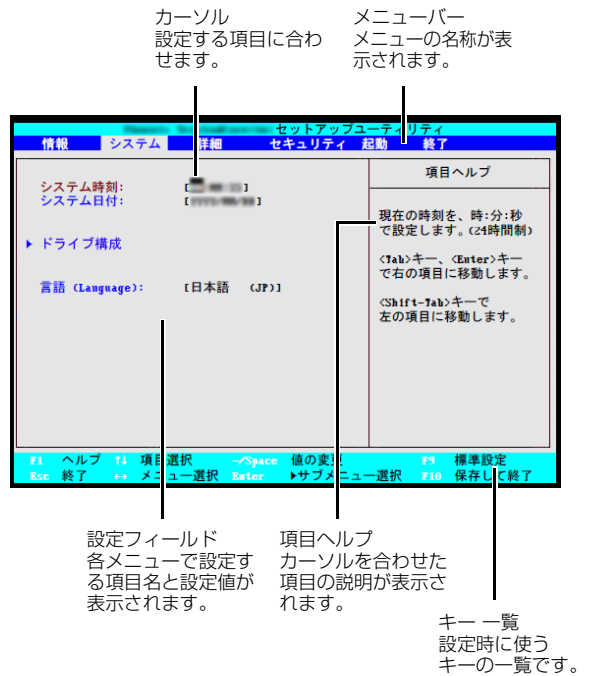 カーソル
設定する項目に合わ
せます。
メニューバー
メニューの名称が表
示されます。
セットアップユーティリティ
情報 システム 詳細 セキュリティ 起動 終了
システム時刻:
システム日付:
ドライブ構成
言語 (Language): [日本語 (JP)]
項目ヘルプ
現在の時刻を、時:分:秒
で設定します。(24時間制)
<Tab>キー、<Enter>キー
で右の項目に移動します。
<Shift-Tab>キーで
左の項目に移動します。
F1 ヘルプ ↑↓ 項目選択 -/Space 値の変更 F9 標準設定
Esc 終了 ↔ メニュー選択 Enter ▶サブメニュー選択 F10 保存して終了
設定フィールド
各メニューで設定す
る項目名と設定値が
表示されます。
項目ヘルプ
カーソルを合わせた
項目の説明が表示さ
れます。
キー 一覧
設定時に使う
キーの一覧です。